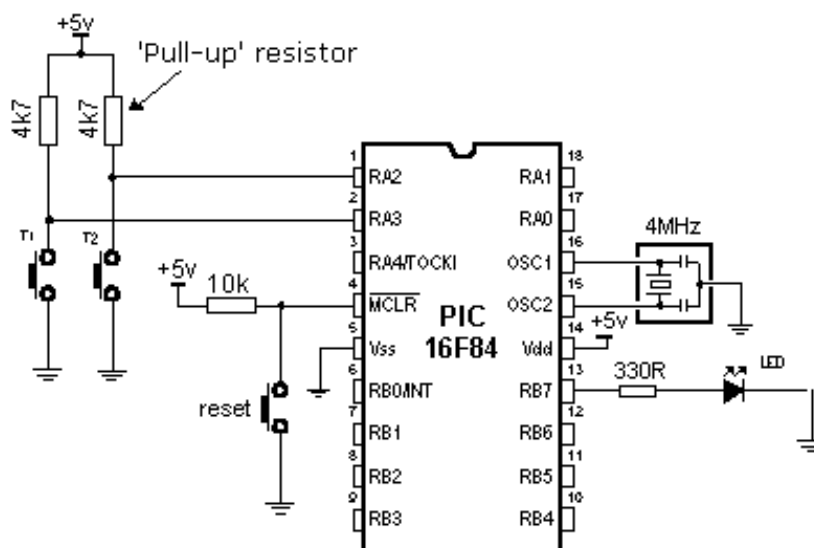 +5v
'Pull-up' resistor
4k7
4k7
1
RA2
2
RA3
3
RA4/TOCKI
4
MCLR
5
Vss
6
RB0/INT
7
RB1
8
RB2
9
RB3
PIC
16F84
18
RA1
17
RA0
16
OSC1
15
OSC2
14
Vdd
13
RB7
12
RB6
11
RB5
10
RB4
T1
T2
+5v
10k
reset
4MHz
+5v
330R
LED